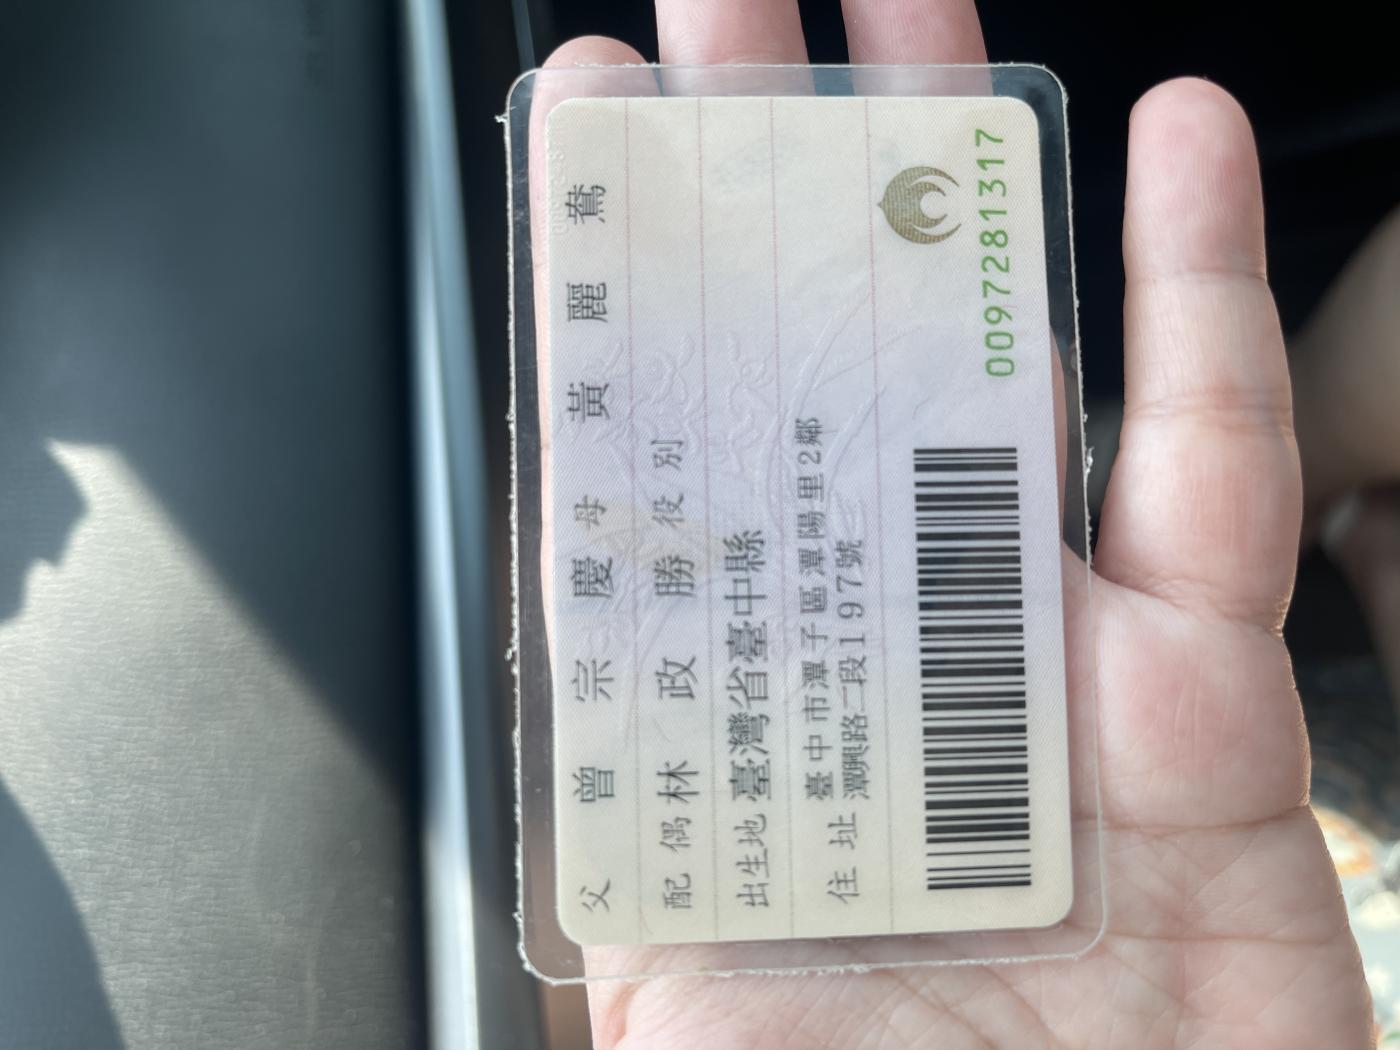 父 曾宗慶 母 黃麗鴦
配偶 林政勝 役別
出生地 臺灣省臺中縣
住址 臺中市潭子區潭陽里2鄰
潭興路二段197號
0097281317